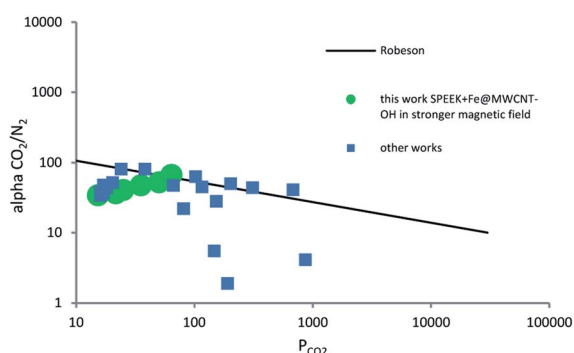 10000
1000
100
10
1
alpha CO2/N2
Robeson
this work SPEEK+Fe@MWCNT-
OH in stronger magnetic field
other works
10 100 1000 10000 100000
PCO2